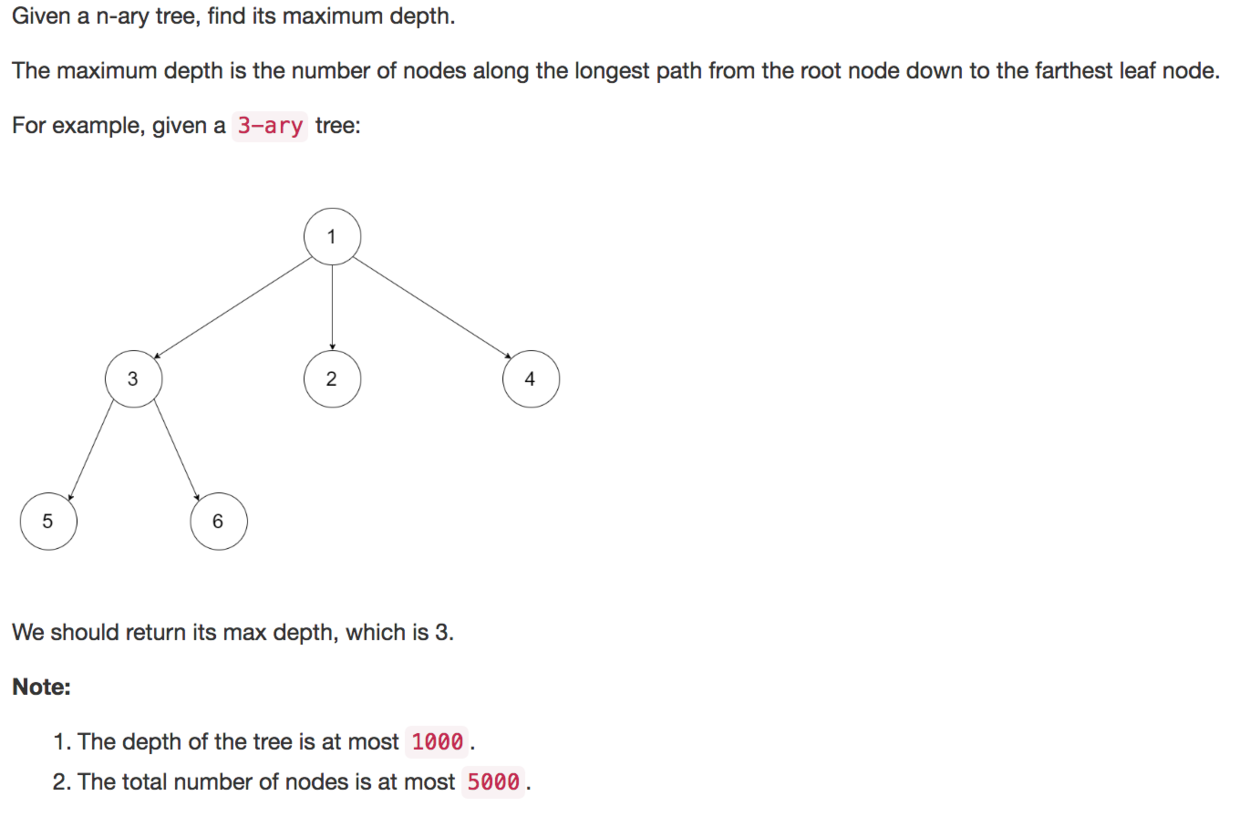 Given a n-ary tree, find its maximum depth.
The maximum depth is the number of nodes along the longest path from the root node down to the farthest leaf node.
For example, given a 3-ary tree:
1
3 2 4
5 6
We should return its max depth, which is 3.
Note:
1. The depth of the tree is at most 1000.
2. The total number of nodes is at most 5000.